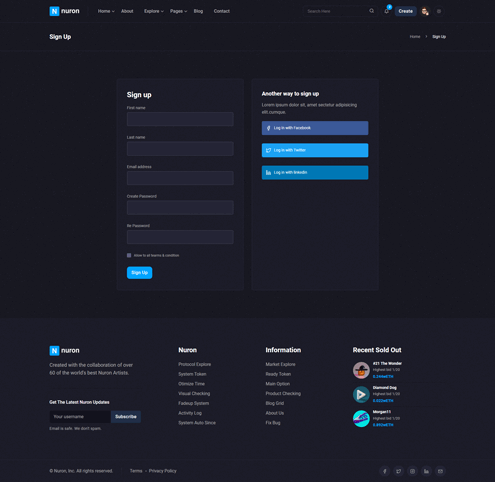 N nuron
Home About Explore Pages Blog Contact
Search Here
Create
Sign Up
Home Sign Up
Sign up
First name
Last name
Email address
Create Password
Re Password
Allow to all tearms & condition
Sign Up
Another way to sign up
Lorem ipsum dolor sit, amet sectetur adipisicing
elit cumque.
Log in with Facebook
Log in with Twitter
Log in with linkedin
N nuron
Created with the collaboration of over
60 of the world's best Nuron Artists.
Get The Latest Nuron Updates
Your username
Subscribe
Email is safe. We don't spam.
Nuron
Protocol Explore
System Token
Otimize Time
Visual Checking
Fadeup System
Activity Log
System Auto Since
Information
Market Explore
Ready Token
Main Option
Product Checking
Blog Grid
About Us
Fix Bug
Recent Sold Out
#21 The Wonder
Highest bid 1/20
0.244wETH
Diamond Dog
Highest bid 1/20
0.022wETH
Morgan11
Highest bid 1/20
0.892wETH
© Nuron, Inc. All rights reserved.
Terms Privacy Policy